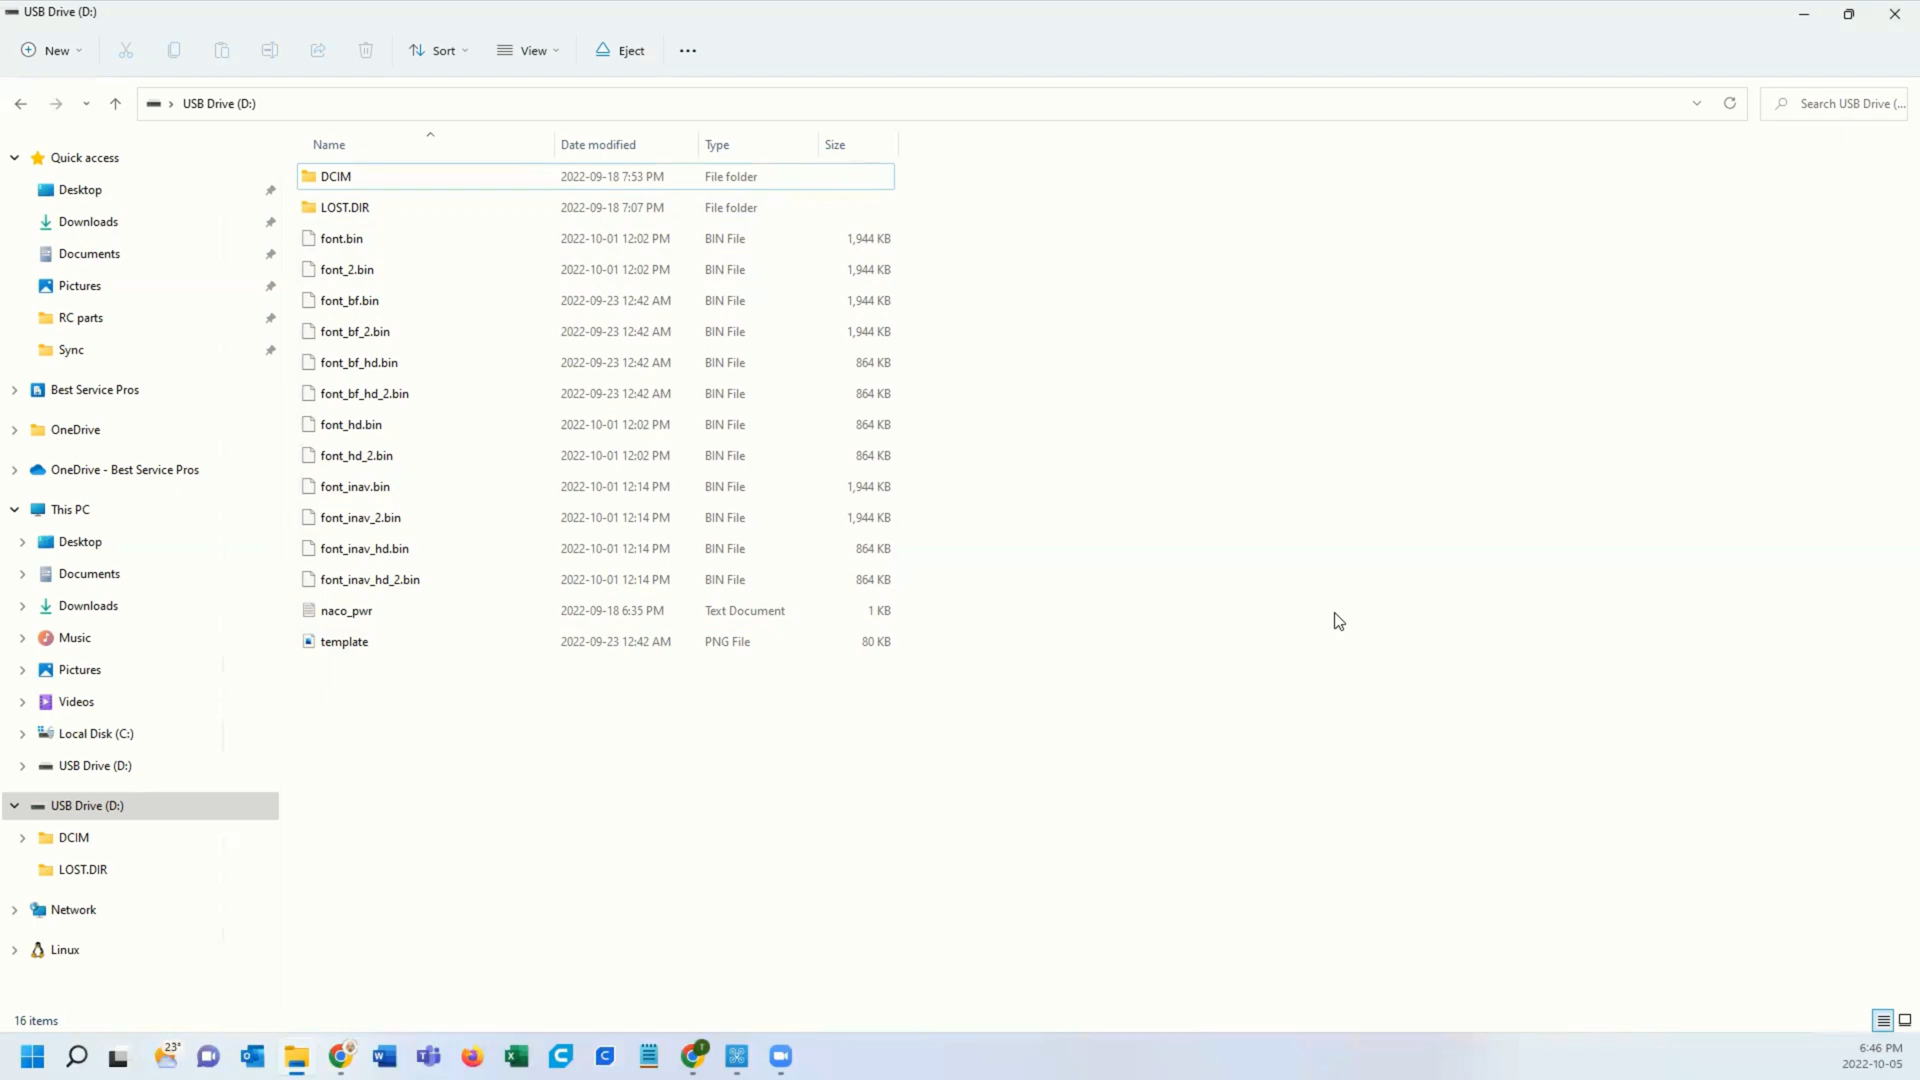 USB Drive (D:)
New
Sort
View
Eject
USB Drive (D:)
Search USB Drive (...
Name
Date modified
Type
Size
Quick access
Desktop
Downloads
Documents
Pictures
RC parts
Sync
Best Service Pros
OneDrive
OneDrive - Best Service Pros
This PC
Desktop
Documents
Downloads
Music
Pictures
Videos
Local Disk (C:)
USB Drive (D:)
USB Drive (D:)
DCIM
LOST.DIR
Network
Linux
DCIM 2022-09-18 7:53 PM File folder
LOST.DIR 2022-09-18 7:07 PM File folder
font.bin 2022-10-01 12:02 PM BIN File 1,944 KB
font_2.bin 2022-10-01 12:02 PM BIN File 1,944 KB
font_bf.bin 2022-09-23 12:42 AM BIN File 1,944 KB
font_bf_2.bin 2022-09-23 12:42 AM BIN File 1,944 KB
font_bf_hd.bin 2022-09-23 12:42 AM BIN File 864 KB
font_bf_hd_2.bin 2022-09-23 12:42 AM BIN File 864 KB
font_hd.bin 2022-10-01 12:02 PM BIN File 864 KB
font_hd_2.bin 2022-10-01 12:02 PM BIN File 864 KB
font_inav.bin 2022-10-01 12:14 PM BIN File 1,944 KB
font_inav_2.bin 2022-10-01 12:14 PM BIN File 1,944 KB
font_inav_hd.bin 2022-10-01 12:14 PM BIN File 864 KB
font_inav_hd_2.bin 2022-10-01 12:14 PM BIN File 864 KB
naco_pwr 2022-09-18 6:35 PM Text Document 1 KB
template 2022-09-23 12:42 AM PNG File 80 KB
16 items
23°
6:46 PM
2022-10-05